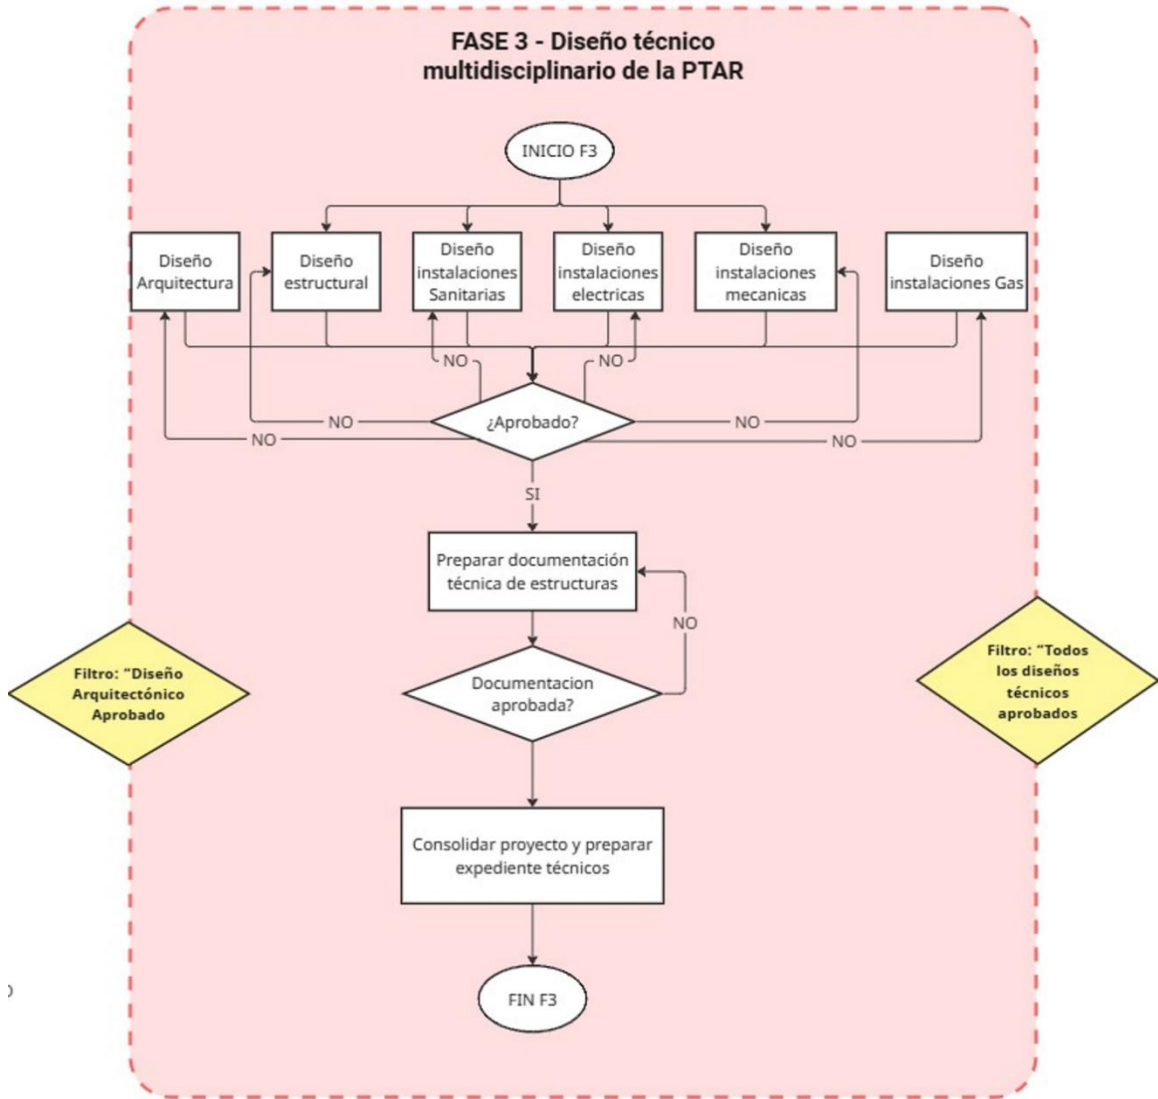 FASE 3 - Diseño técnico
multidisciplinario de la PTAR
INICIO F3
Diseño
Arquitectura
Diseño
estructural
Diseño
instalaciones
Sanitarias
Diseño
instalaciones
electricas
Diseño
instalaciones
mecanicas
Diseño
instalaciones Gas
NO
NO
¿Aprobado?
NO
NO
NO
NO
SI
Preparar documentación
técnica de estructuras
NO
Filtro: “Diseño
Arquitectónico
Aprobado
Documentacion
aprobada?
Filtro: “Todos
los diseños
técnicos
aprobados
Consolidar proyecto y preparar
expediente técnicos
FIN F3